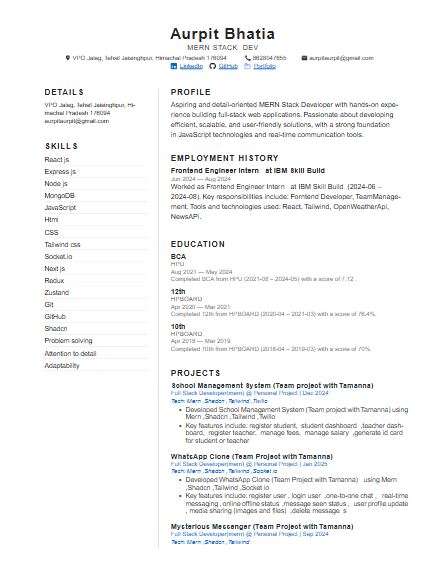 Aurpit Bhatia
MERN STACK DEV
VPO Jalag, Tehsil Jaisinghpur, Himachal Pradesh 176094 8628047655 aurpitaurpit@gmail.com
LinkedIn GitHub Portfolio
DETAILS
VPO Jalag, Tehsil Jaisinghpur, Hi-
machal Pradesh 176094
aurpitaurpit@gmail.com
SKILLS
React js
Express js
Node js
MongoDB
JavaScript
Html
CSS
Tailwind css
Socket.io
Next js
Redux
Zustand
Git
GitHub
Shadcn
Problem solving
Attention to detail
Adaptability
PROFILE
Aspiring and detail-oriented MERN Stack Developer with hands-on expe-
rience building full-stack web applications. Passionate about developing
efficient, scalable, and user-friendly solutions, with a strong foundation
in JavaScript technologies and real-time communication tools.
EMPLOYMENT HISTORY
Frontend Engineer Intern at IBM Skill Build
Jun 2024 — Aug 2024
Worked as Frontend Engineer Intern at IBM Skill Build (2024-06 –
2024-08). Key responsibilities include: Forntend Developer, TeamManage-
ment. Tools and technologies used: React, Tailwind, OpenWeatherApi,
NewsAPI.
EDUCATION
BCA
HPU
Aug 2021 — May 2024
Completed BCA from HPU (2021-08 – 2024-05) with a score of 7.12 .
12th
HPBOARD
Apr 2020 — Mar 2021
Completed 12th from HPBOARD (2020-04 – 2021-03) with a score of 76.4%.
10th
HPBOARD
Apr 2018 — Mar 2019
Completed 10th from HPBOARD (2018-04 – 2019-03) with a score of 70%.
PROJECTS
School Management System (Team project with Tamanna)
Full Stack Developer(mern) @ Personal Project | Dec 2024
Tech: Mern ,Shadcn ,Tailwind ,Twilio
• Developed School Management System (Team project with Tamanna) using
Mern ,Shadcn ,Tailwind ,Twilio
• Key features include: register student, student dashboard ,teacher dash-
board, register teacher, manage fees, manage salary ,generate id card
for student or teacher
WhatsApp Clone (Team Project with Tamanna)
Full Stack Developer(mern) @ Personal Project | Jan 2025
Tech: Mern ,Shadcn ,Tailwind ,Socket io
• Developed WhatsApp Clone (Team Project with Tamanna) using Mern
,Shadcn ,Tailwind ,Socket io
• Key features include: register user , login user ,one-to-one chat , real-time
messaging , online offline status ,message seen status , user profile update
, media sharing (images and files) ,delete message s
Mysterious Messenger (Team Project with Tamanna)
Full Stack Developer(mern) @ Personal Project | Sep 2024
Tech: Mern ,Shadcn ,Tailwind